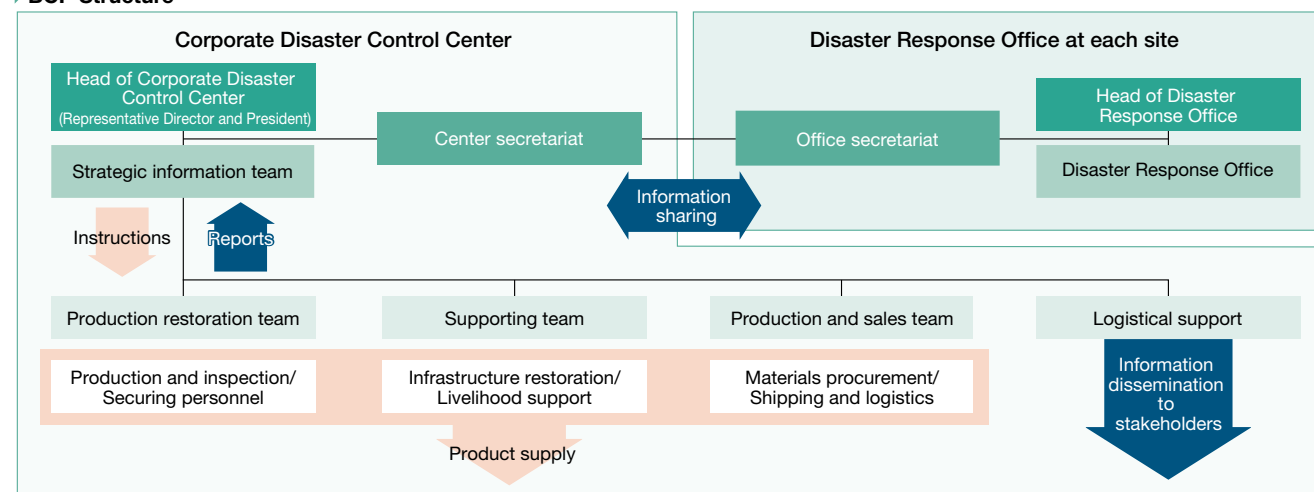 BCP Structure
Corporate Disaster Control Center
Disaster Response Office at each site
Head of Corporate Disaster
Control Center
(Representative Director and President)
Center secretariat
Office secretariat
Head of Disaster
Response Office
Strategic information team
Disaster Response Office
Information
sharing
Instructions
Reports
Production restoration team
Supporting team
Production and sales team
Logistical support
Production and inspection/
Securing personnel
Infrastructure restoration/
Livelihood support
Materials procurement/
Shipping and logistics
Information
dissemination
to
stakeholders
Product supply